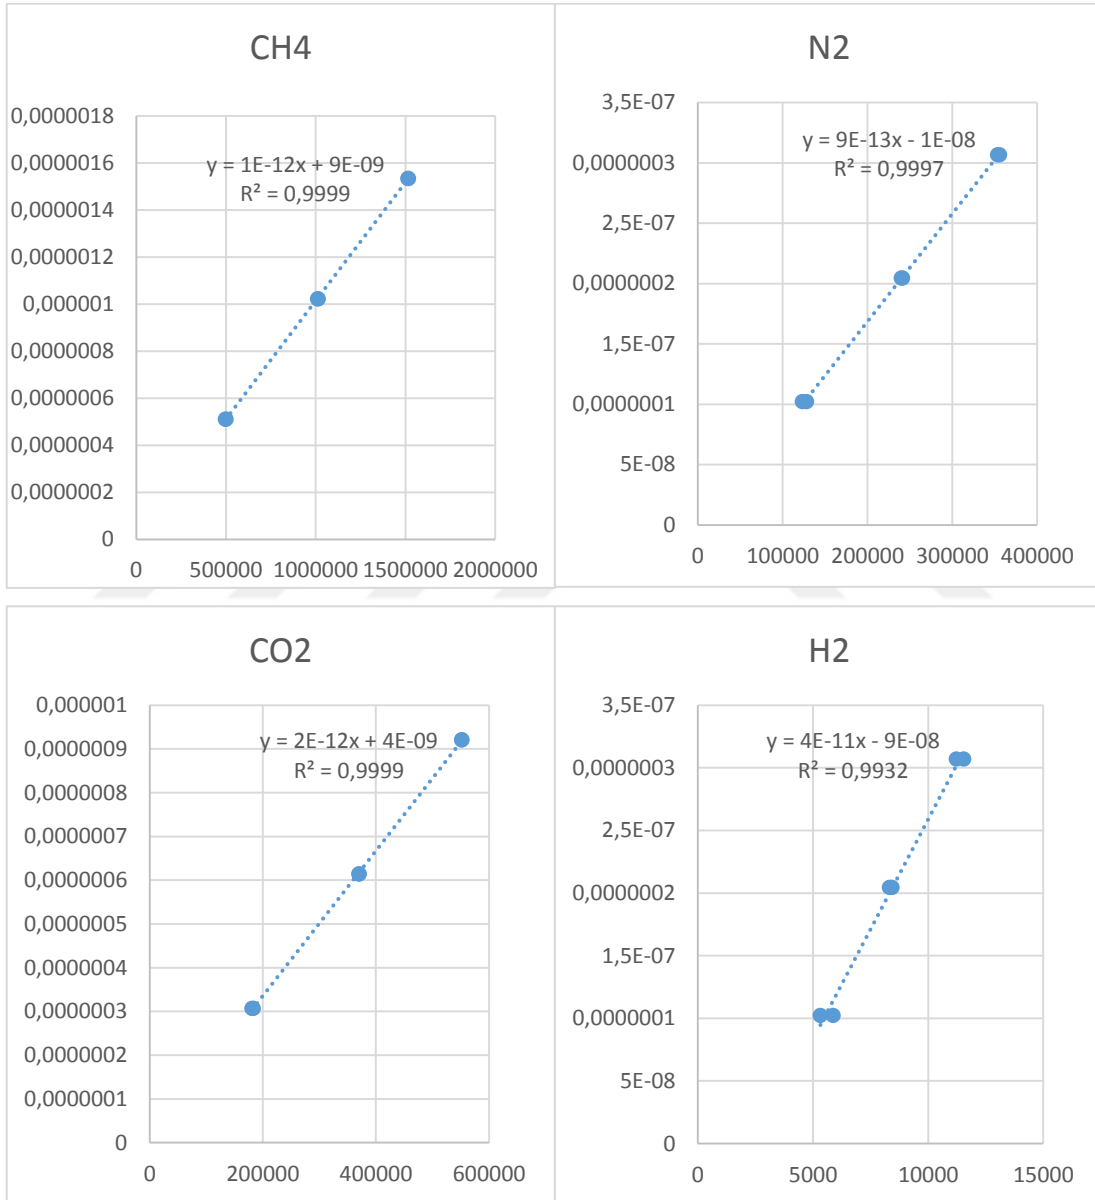 CH4
0,0000018
0,0000016
0,0000014
0,0000012
0,000001
0,0000008
0,0000006
0,0000004
0,0000002
0
y = 1E-12x + 9E-09
R² = 0,9999
0 500000 1000000 1500000 2000000
N2
3,5E-07
0,0000003
2,5E-07
0,0000002
1,5E-07
0,0000001
5E-08
0
y = 9E-13x - 1E-08
R² = 0,9997
0 100000 200000 300000 400000
CO2
0,000001
0,0000009
0,0000008
0,0000007
0,0000006
0,0000005
0,0000004
0,0000003
0,0000002
0,0000001
0
y = 2E-12x + 4E-09
R² = 0,9999
0 200000 400000 600000
H2
3,5E-07
0,0000003
2,5E-07
0,0000002
1,5E-07
0,0000001
5E-08
0
y = 4E-11x - 9E-08
R² = 0,9932
0 5000 10000 15000